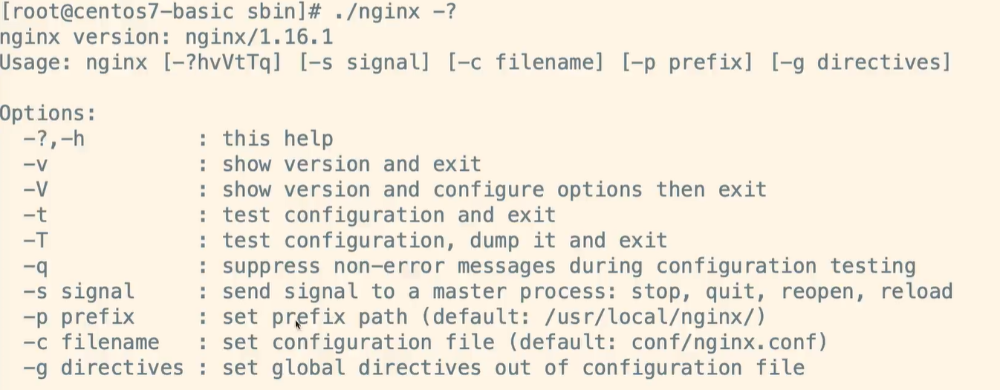 [root@centos7-basic sbin]# ./nginx -?
nginx version: nginx/1.16.1
Usage: nginx [-?hvVtTq] [-s signal] [-c filename] [-p prefix] [-g directives]

Options:
  -?,-h         : this help
  -v            : show version and exit
  -V            : show version and configure options then exit
  -t            : test configuration and exit
  -T            : test configuration, dump it and exit
  -q            : suppress non-error messages during configuration testing
  -s signal     : send signal to a master process: stop, quit, reopen, reload
  -p prefix     : set prefix path (default: /usr/local/nginx/)
  -c filename   : set configuration file (default: conf/nginx.conf)
  -g directives : set global directives out of configuration file